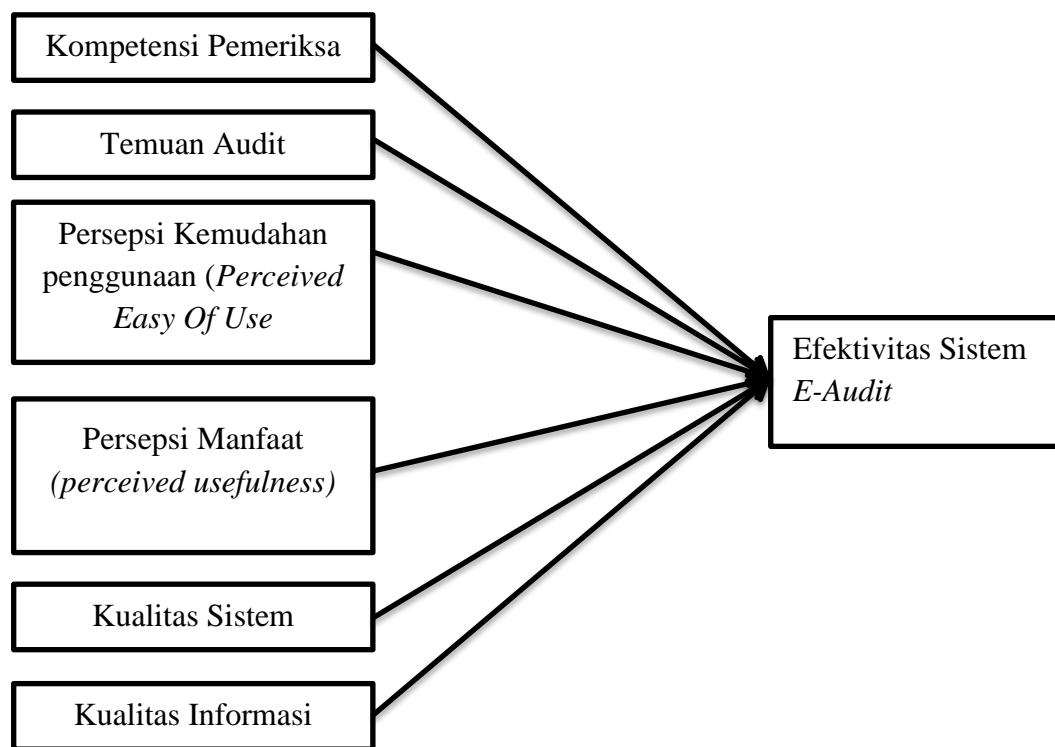 Kompetensi Pemeriksa
Temuan Audit
Persepsi Kemudahan
penggunaan (Perceived
Easy Of Use
Persepsi Manfaat
(perceived usefulness)
Kualitas Sistem
Kualitas Informasi
Efektivitas Sistem
E-Audit